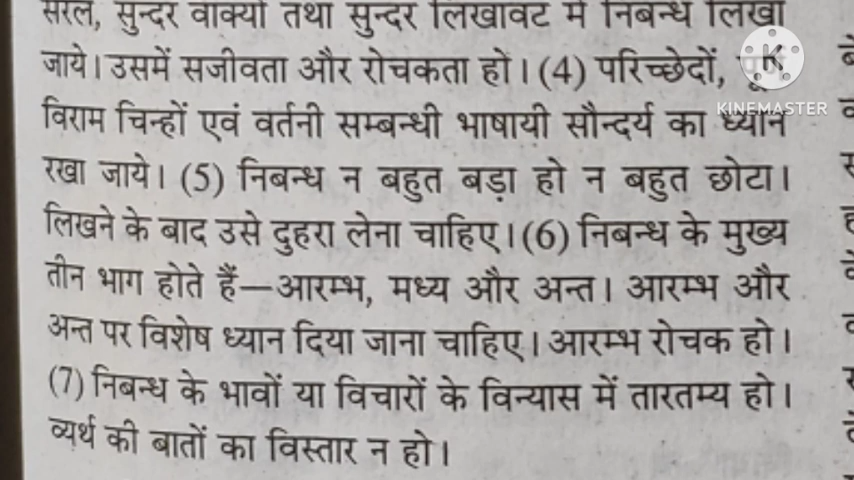 सरल, सुन्दर वाक्यों तथा सुन्दर लिखावट में निबन्ध लिखा
जाये। उसमें सजीवता और रोचकता हो। (4) परिच्छेदों,
KINEMASTER
विराम चिन्हों एवं वर्तनी सम्बन्धी भाषायी सौन्दर्य का ध्यान
रखा जाये। (5) निबन्ध न बहुत बड़ा हो न बहुत छोटा।
लिखने के बाद उसे दुहरा लेना चाहिए। (6) निबन्ध के मुख्य
तीन भाग होते हैं—आरम्भ, मध्य और अन्त। आरम्भ और
अन्त पर विशेष ध्यान दिया जाना चाहिए। आरम्भ रोचक हो।
(7) निबन्ध के भावों या विचारों के विन्यास में तारतम्य हो।
व्यर्थ की बातों का विस्तार न हो।